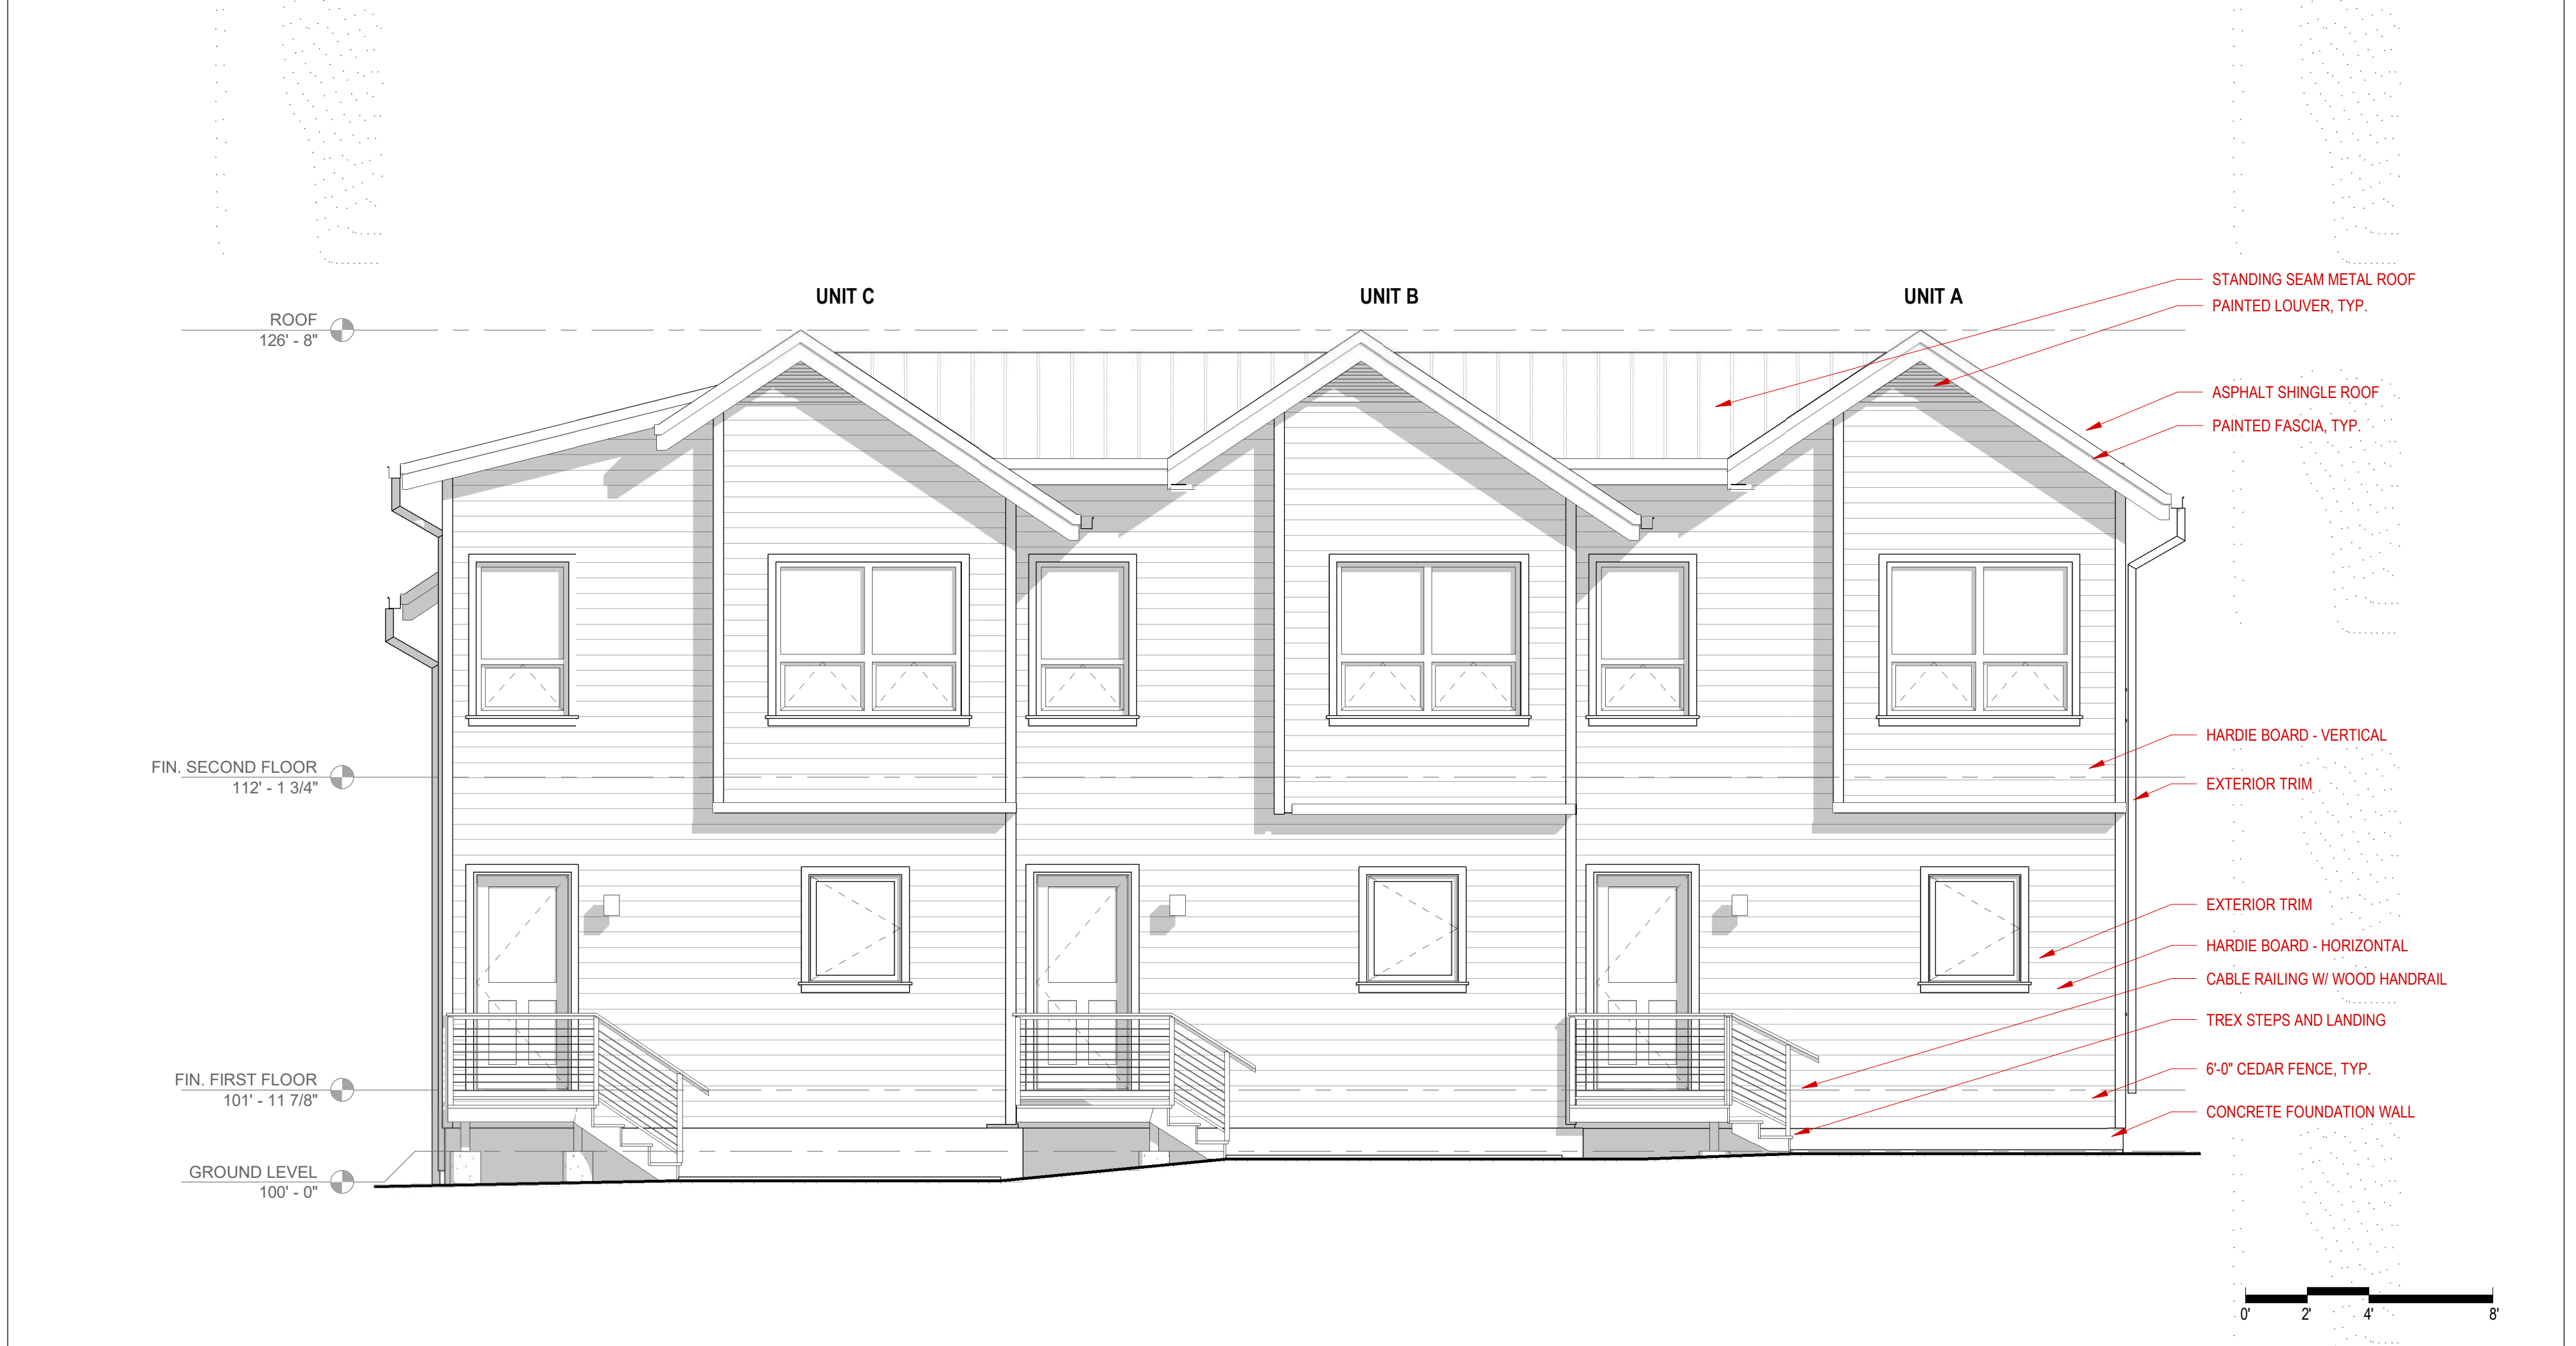 UNIT C
UNIT B
UNIT A
ROOF
126' - 8"
FIN. SECOND FLOOR
112' - 1 3/4"
FIN. FIRST FLOOR
101' - 11 7/8"
GROUND LEVEL
100' - 0"
STANDING SEAM METAL ROOF
PAINTED LOUVER, TYP.
ASPHALT SHINGLE ROOF
PAINTED FASCIA, TYP.
HARDIE BOARD - VERTICAL
EXTERIOR TRIM
EXTERIOR TRIM
HARDIE BOARD - HORIZONTAL
CABLE RAILING W/ WOOD HANDRAIL
TREX STEPS AND LANDING
6'-0" CEDAR FENCE, TYP.
CONCRETE FOUNDATION WALL
0' 2' 4' 8'